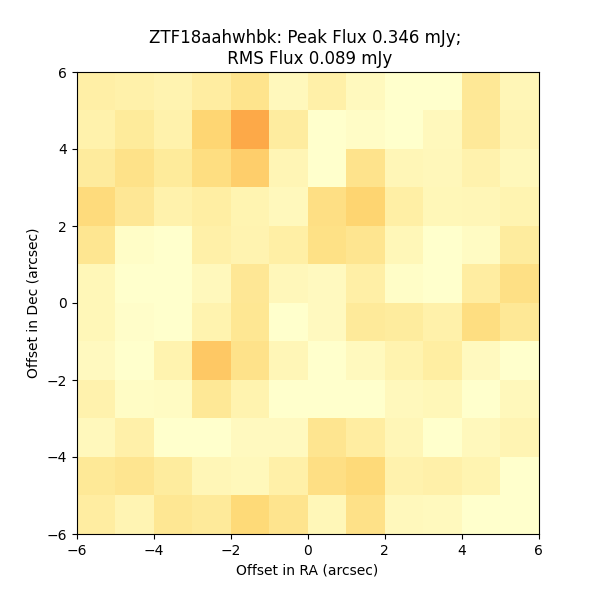 ZTF18aahwhbk: Peak Flux 0.346 mJy;
RMS Flux 0.089 mJy
6
4
2
0
−2
−4
−6
Offset in Dec (arcsec)
−6 −4 −2 0 2 4 6
Offset in RA (arcsec)